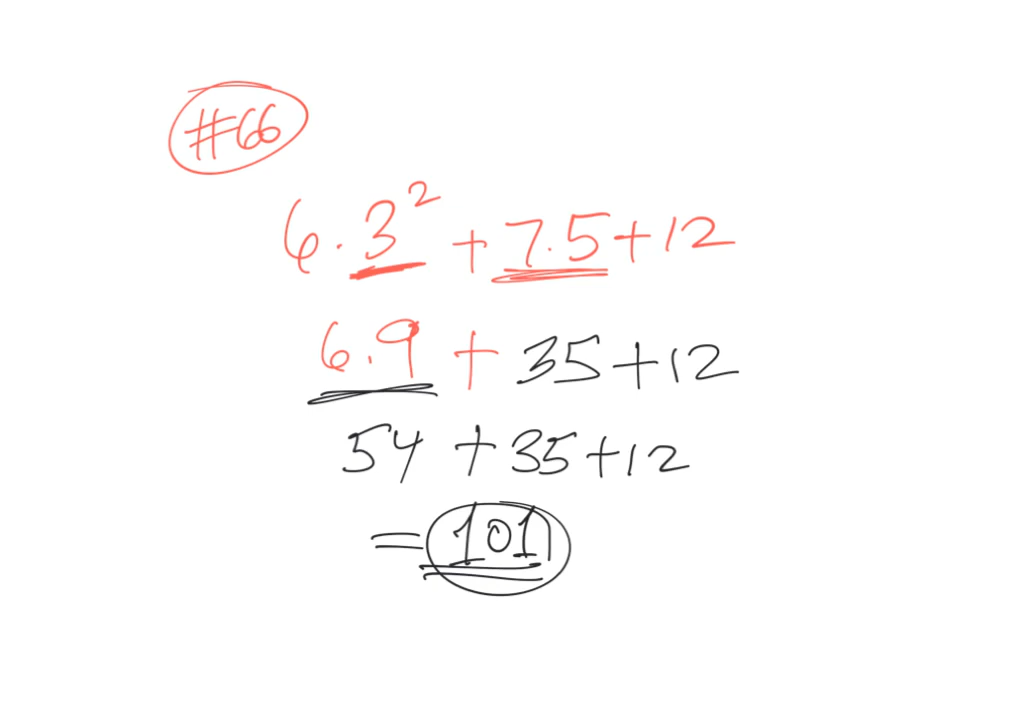 #66
6.3² + 7.5 + 12
6.9 + 35 + 12
54 + 35 + 12
= 101